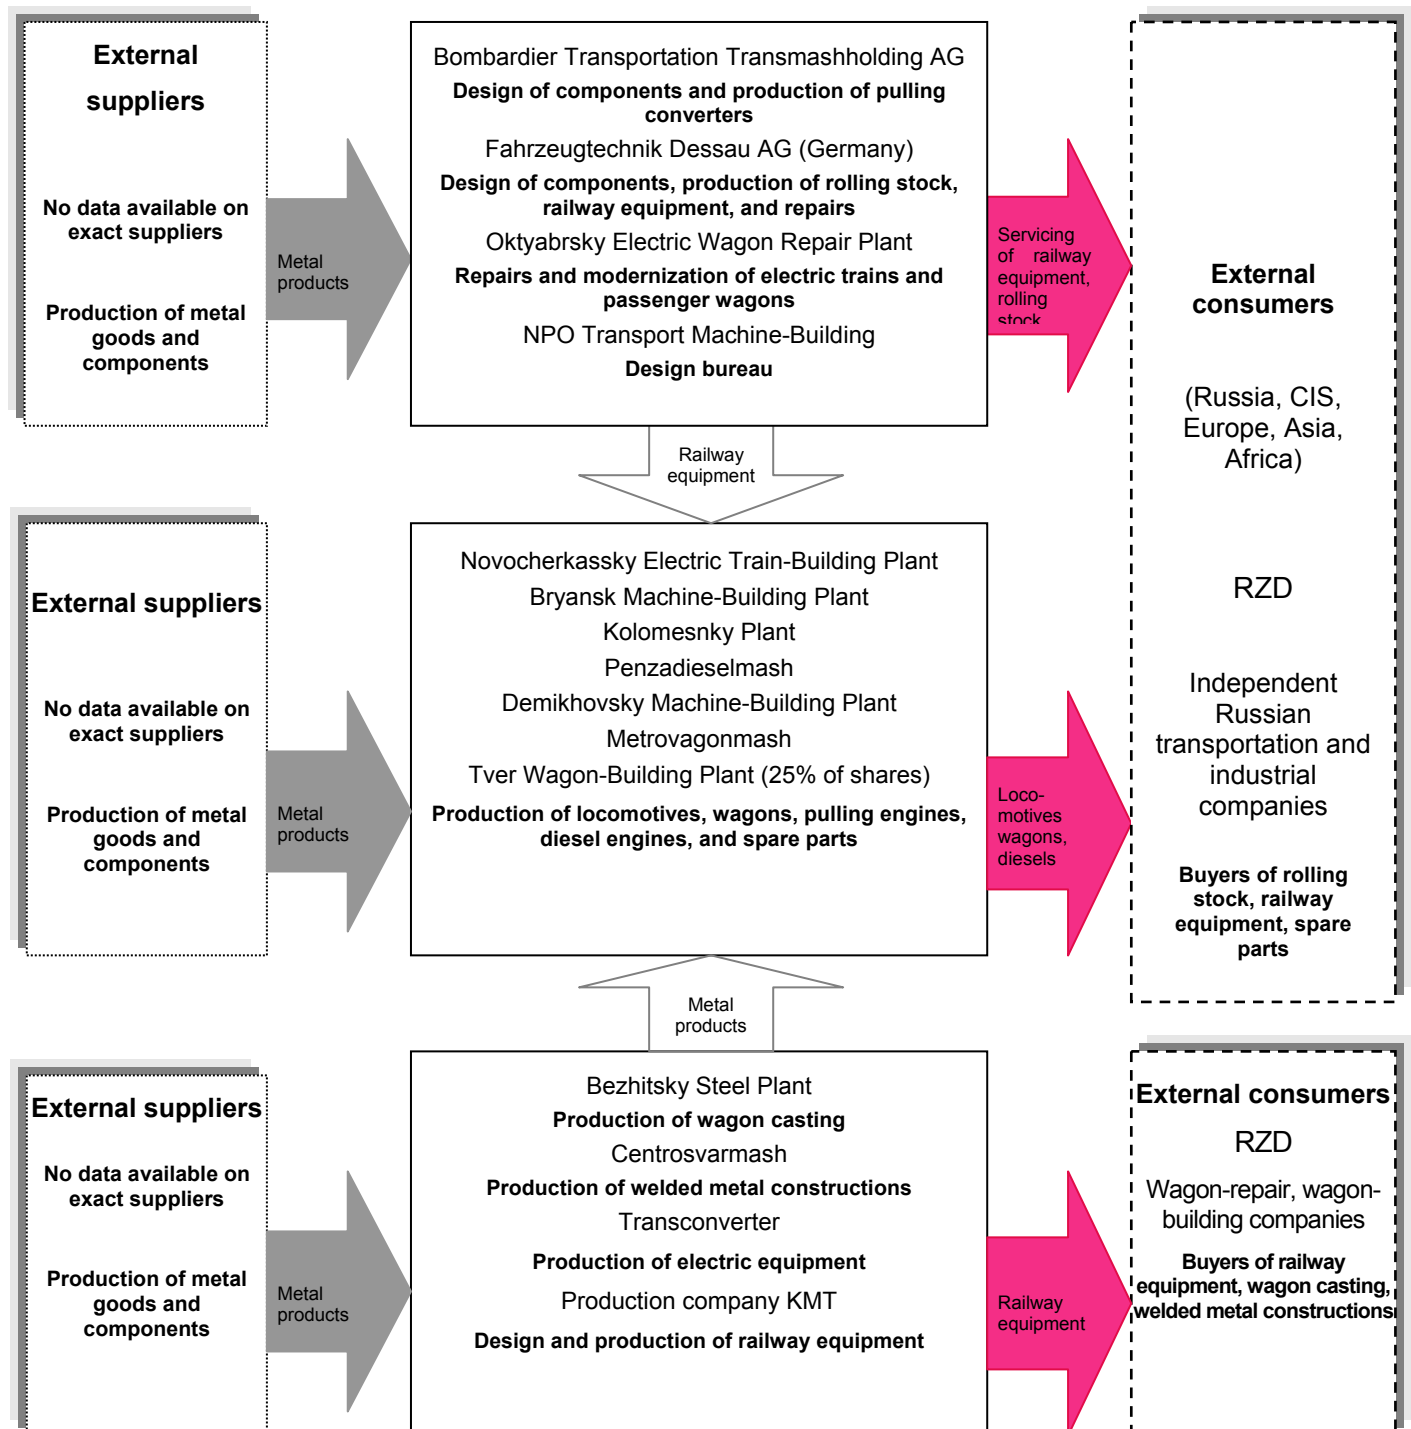 External
suppliers
No data available on
exact suppliers
Production of metal
goods and
components
Metal
products
Bombardier Transportation Transmashholding AG
Design of components and production of pulling
converters
Fahrzeugtechnik Dessau AG (Germany)
Design of components, production of rolling stock,
railway equipment, and repairs
Oktyabrsky Electric Wagon Repair Plant
Repairs and modernization of electric trains and
passenger wagons
NPO Transport Machine-Building
Design bureau
Servicing
of railway
equipment,
rolling
stock
External
consumers
(Russia, CIS,
Europe, Asia,
Africa)
RZD
Independent
Russian
transportation and
industrial
companies
Buyers of rolling
stock, railway
equipment, spare
parts
Railway
equipment
External suppliers
No data available on
exact suppliers
Production of metal
goods and
components
Metal
products
Novocherkassky Electric Train-Building Plant
Bryansk Machine-Building Plant
Kolomesnky Plant
Penzadieselmash
Demikhovsky Machine-Building Plant
Metrovagonmash
Tver Wagon-Building Plant (25% of shares)
Production of locomotives, wagons, pulling engines,
diesel engines, and spare parts
Loco-
motives
wagons,
diesels
Metal
products
External suppliers
No data available on
exact suppliers
Production of metal
goods and
components
Metal
products
Bezhitsky Steel Plant
Production of wagon casting
Centrosvarmash
Production of welded metal constructions
Transconverter
Production of electric equipment
Production company KMT
Design and production of railway equipment
Railway
equipment
External consumers
RZD
Wagon-repair, wagon-
building companies
Buyers of railway
equipment, wagon casting,
welded metal constructions